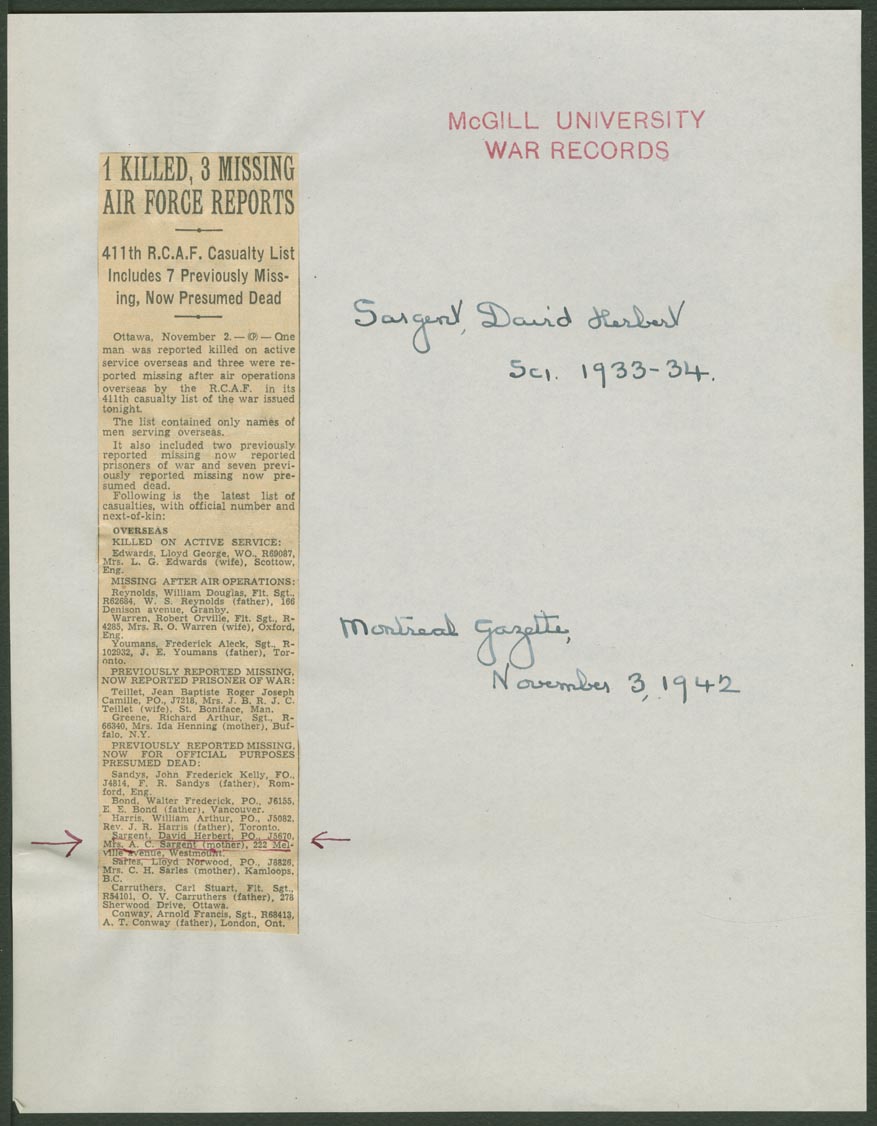 McGILL UNIVERSITY
WAR RECORDS
1 KILLED, 3 MISSING
AIR FORCE REPORTS
411th R.C.A.F. Casualty List
Includes 7 Previously Miss-
ing, Now Presumed Dead
Ottawa, November 2. — (CP) — One
man was reported killed on active
service overseas and three were re-
ported missing after air operations
overseas by the R.C.A.F. in its
411th casualty list of the war issued
tonight.
The list contained only names of
men serving overseas.
It also included two previously
reported missing now reported
prisoners of war and seven previ-
ously reported missing now pre-
sumed dead.
Following is the latest list of
casualties, with official number and
next-of-kin:
OVERSEAS
KILLED ON ACTIVE SERVICE:
Edwards, Lloyd George, WO., R69087,
Mrs. L. G. Edwards (wife), Scottow,
Eng.
MISSING AFTER AIR OPERATIONS:
Reynolds, William Douglas, Flt. Sgt.,
R62684, W. S. Reynolds (father), 166
Denison avenue, Granby.
Warren, Robert Orville, Flt. Sgt., R-
4285, Mrs. R. O. Warren (wife), Oxford,
Eng.
Youmans, Frederick Aleck, Sgt., R-
102932, J. E. Youmans (father), Tor-
onto.
PREVIOUSLY REPORTED MISSING,
NOW REPORTED PRISONER OF WAR:
Teillet, Jean Baptiste Roger Joseph
Camille, PO., J7218, Mrs. J. B. R. J. C.
Teillet (wife), St. Boniface, Man.
Greene, Richard Arthur, Sgt., R-
66340, Mrs. Ida Henning (mother), Buf-
falo, N.Y.
PREVIOUSLY REPORTED MISSING,
NOW FOR OFFICIAL PURPOSES
PRESUMED DEAD:
Sandys, John Frederick Kelly, FO.,
J4814, F. R. Sandys (father), Rom-
ford, Eng.
Bond, Walter Frederick, PO., J6155,
E. E. Bond (father), Vancouver.
Harris, William Arthur, PO., J5082,
Rev. J. R. Harris (father), Toronto.
Sargent, David Herbert, PO., J5670,
Mrs. A. C. Sargent (mother), 222 Mel-
ville avenue, Westmount.
Sarles, Lloyd Norwood, PO., J8826,
Mrs. C. H. Sarles (mother), Kamloops,
B.C.
Carruthers, Carl Stuart, Flt. Sgt.,
R54101, O. V. Carruthers (father), 278
Sherwood Drive, Ottawa.
Conway, Arnold Francis, Sgt., R68413,
A. T. Conway (father), London, Ont.
Sargent, David Herbert
Sci. 1933-34.
Montreal Gazette,
November 3, 1942